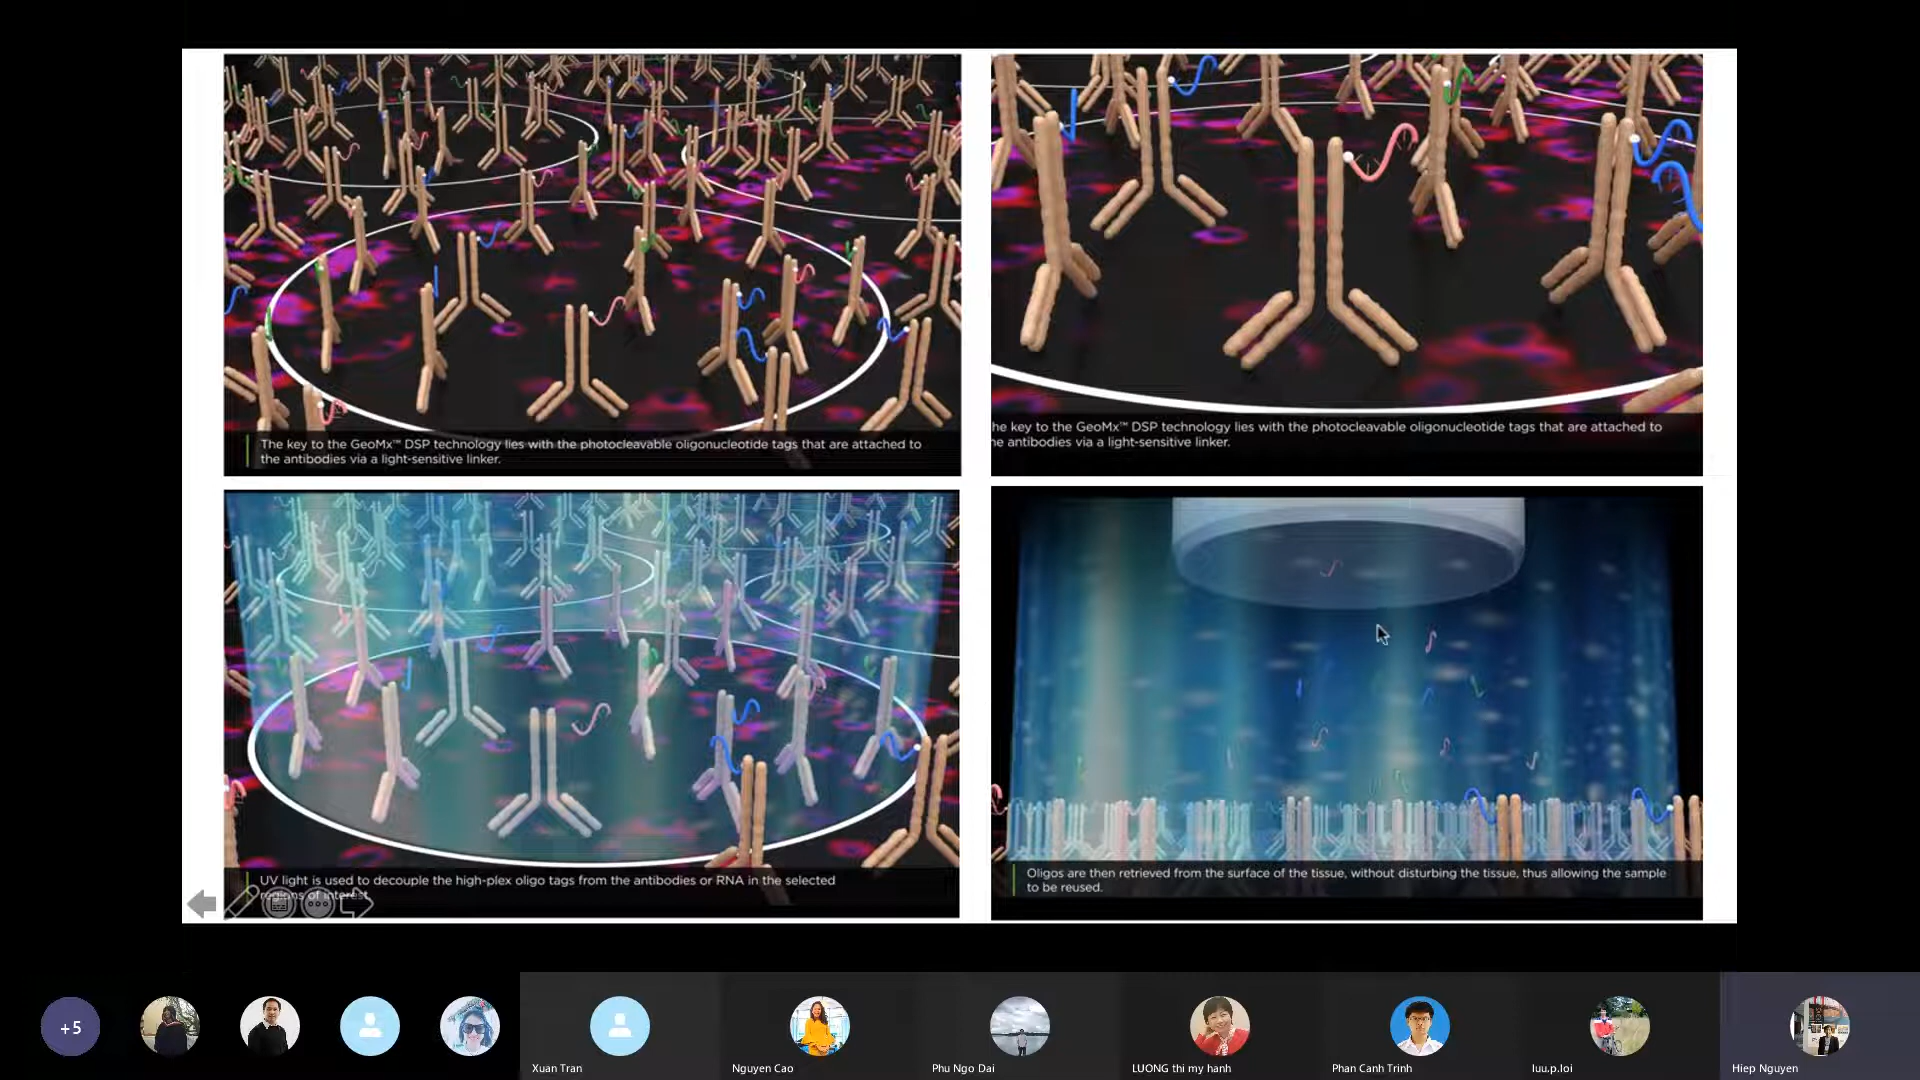 The key to the GeoMx™ DSP technology lies with the photocleavable oligonucleotide tags that are attached to
the antibodies via a light-sensitive linker.
he key to the GeoMx™ DSP technology lies with the photocleavable oligonucleotide tags that are attached to
e antibodies via a light-sensitive linker.
UV light is used to decouple the high-plex oligo tags from the antibodies or RNA in the selected
regions of interest.
Oligos are then retrieved from the surface of the tissue, without disturbing the tissue, thus allowing the sample
to be reused.
+5
Xuan Tran
Nguyen Cao
Phu Ngo Dai
LUONG thi my hanh
Phan Canh Trinh
luu.p.loi
Hiep Nguyen